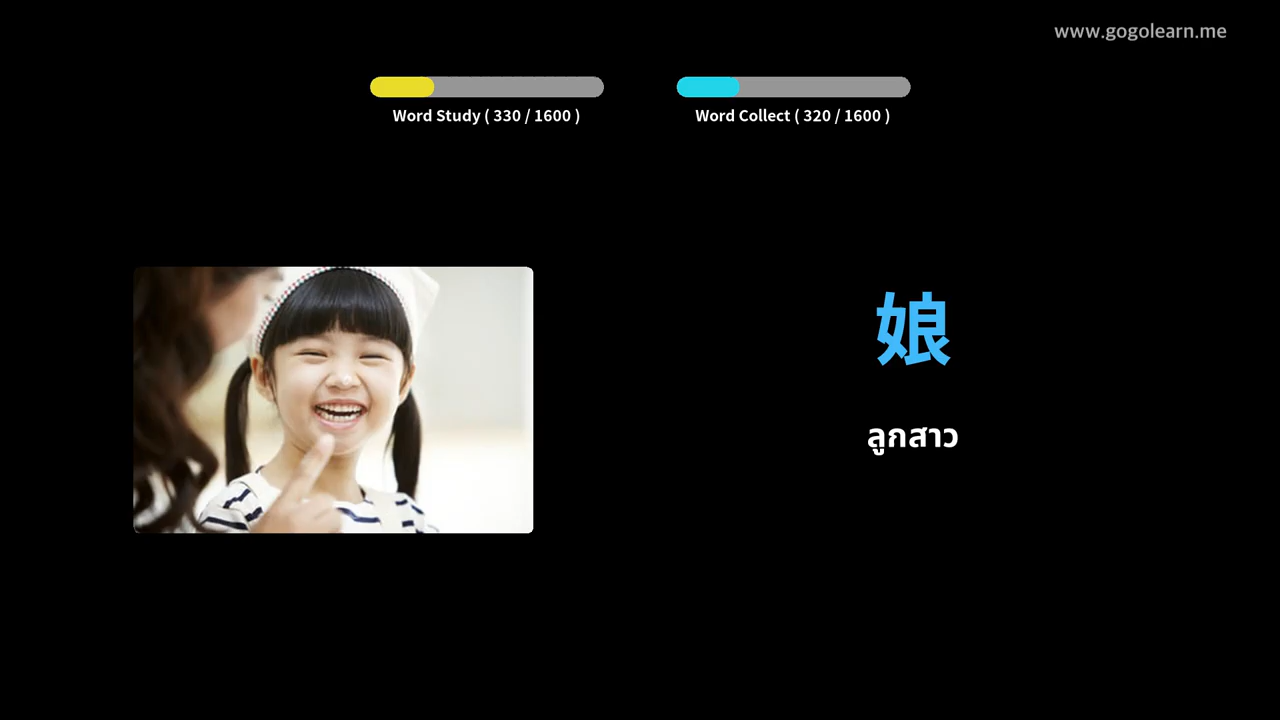 www.gogolearn.me
Word Study ( 330 / 1600 )
Word Collect ( 320 / 1600 )
娘
ลูกสาว